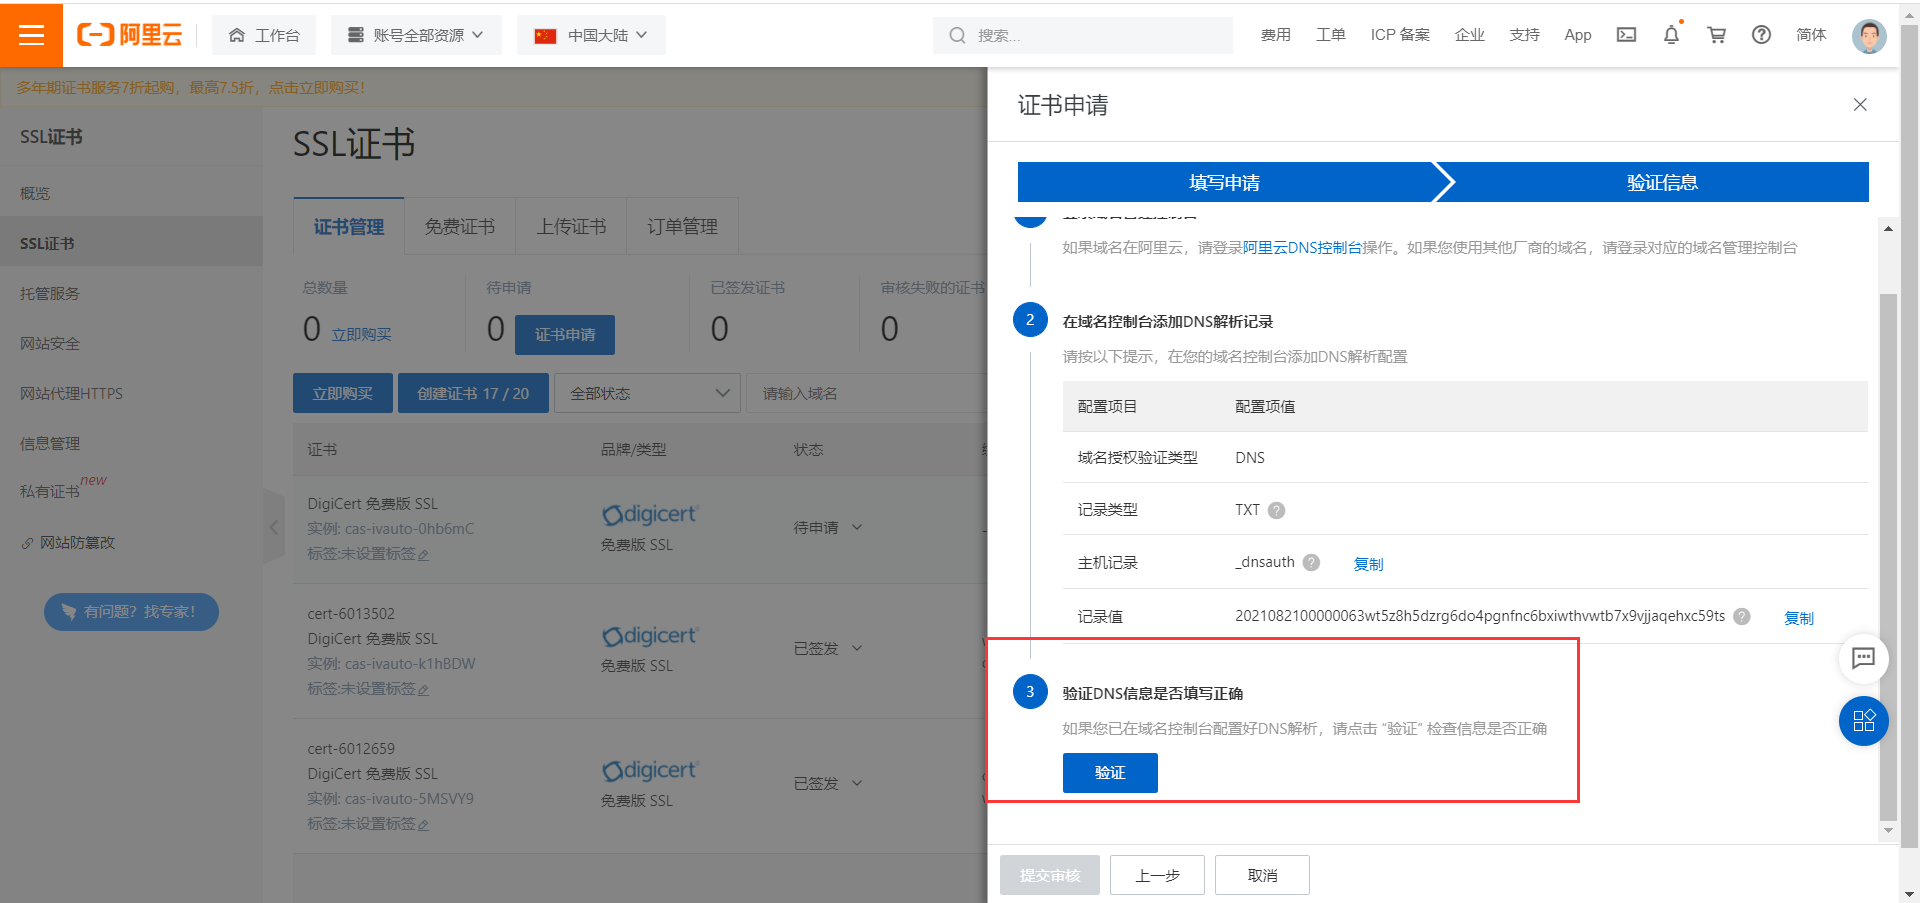 阿里云
工作台
账号全部资源
中国大陆
搜索...
费用
工单
ICP 备案
企业
支持
App
简体
多年期证书服务7折起购，最高7.5折，点击立即购买！
SSL证书
概览
SSL证书
托管服务
网站安全
网站代理HTTPS
信息管理
私有证书new
网站防篡改
有问题？找专家！
SSL证书
证书管理
免费证书
上传证书
订单管理
总数量
待申请
已签发证书
审核失败的证书
0 立即购买
0 证书申请
0
0
立即购买
创建证书 17 / 20
全部状态
请输入域名
证书
品牌/类型
状态
DigiCert 免费版 SSL
实例: cas-ivauto-0hb6mC
标签:未设置标签
digicert
免费版 SSL
待申请
cert-6013502
DigiCert 免费版 SSL
实例: cas-ivauto-k1hBDW
标签:未设置标签
digicert
免费版 SSL
已签发
cert-6012659
DigiCert 免费版 SSL
实例: cas-ivauto-5MSVY9
标签:未设置标签
digicert
免费版 SSL
已签发
证书申请
填写申请
验证信息
如果域名在阿里云，请登录阿里云DNS控制台操作。如果您使用其他厂商的域名，请登录对应的域名管理控制台
2 在域名控制台添加DNS解析记录
请按以下提示，在您的域名控制台添加DNS解析配置
配置项目 配置项值
域名授权验证类型 DNS
记录类型 TXT
主机记录 _dnsauth 复制
记录值 2021082100000063wt5z8h5dzrg6do4pgnfnc6bxiwthvwtb7x9vjjaqehxc59ts 复制
3 验证DNS信息是否填写正确
如果您已在域名控制台配置好DNS解析，请点击 “验证” 检查信息是否正确
验证
提交审核
上一步
取消